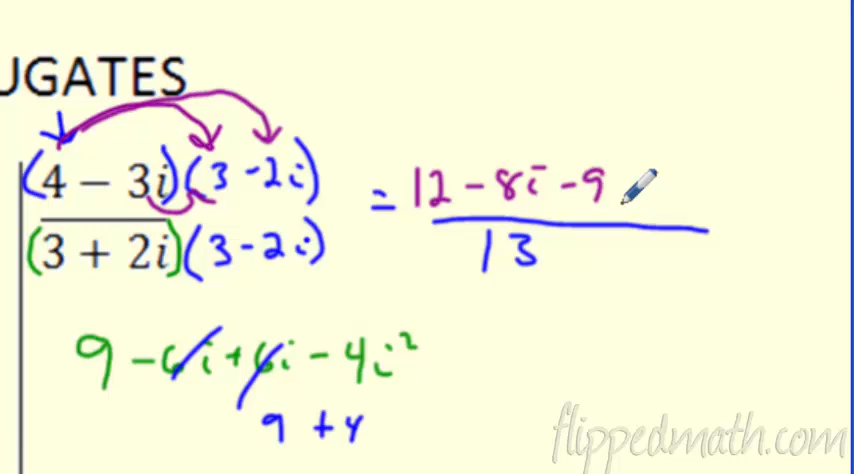 UGATES
(4 − 3i)(3 - 2i) = 12 - 8i - 9
(3 + 2i)(3 - 2i) 13
9 - 6i + 6i - 4i²
9 + 4
flippedmath.com